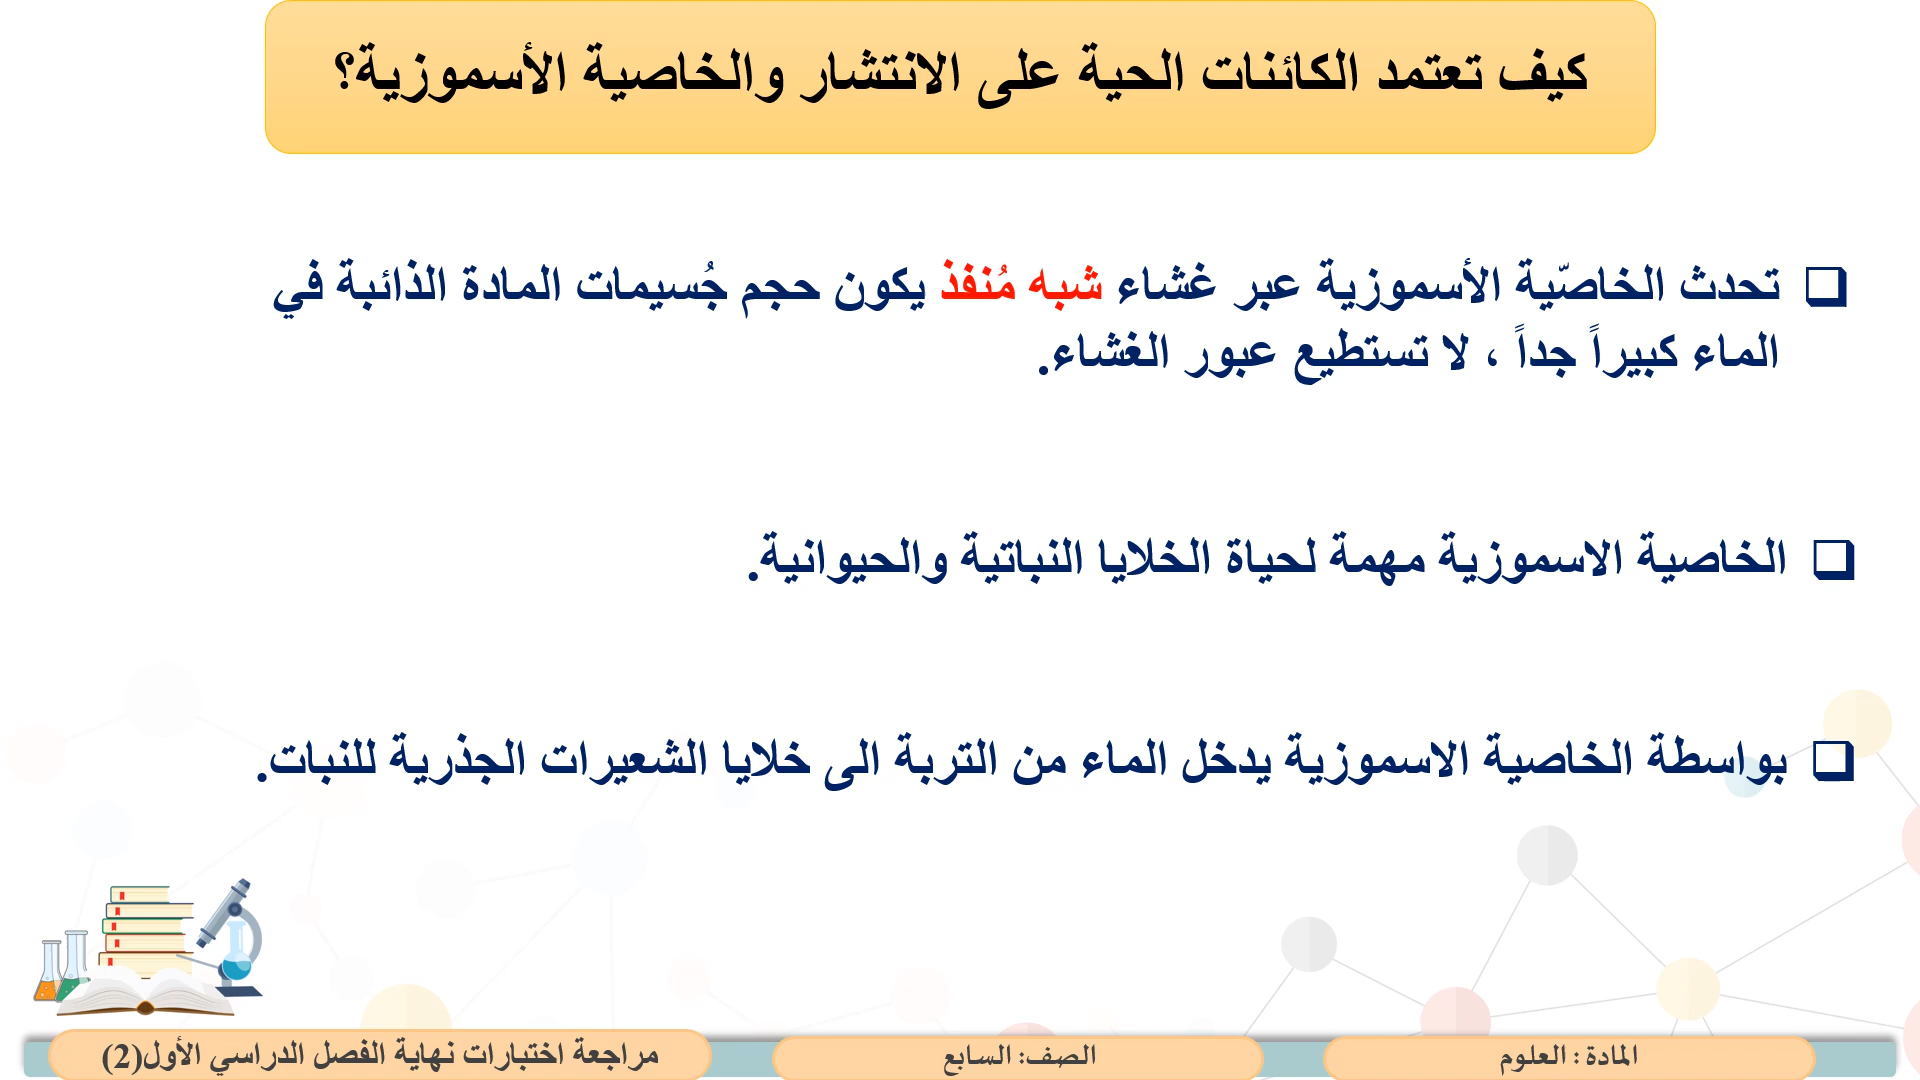 كيف تعتمد الكائنات الحية على الانتشار والخاصية الأسموزية؟
❑ تحدث الخاصّية الأسموزية عبر غشاء شبه مُنفذ يكون حجم جُسيمات المادة الذائبة في
الماء كبيراً جداً ، لا تستطيع عبور الغشاء.
❑ الخاصية الاسموزية مهمة لحياة الخلايا النباتية والحيوانية.
❑ بواسطة الخاصية الاسموزية يدخل الماء من التربة الى خلايا الشعيرات الجذرية للنبات.
المادة : العلوم
الصف: السابع
مراجعة اختبارات نهاية الفصل الدراسي الأول(2)